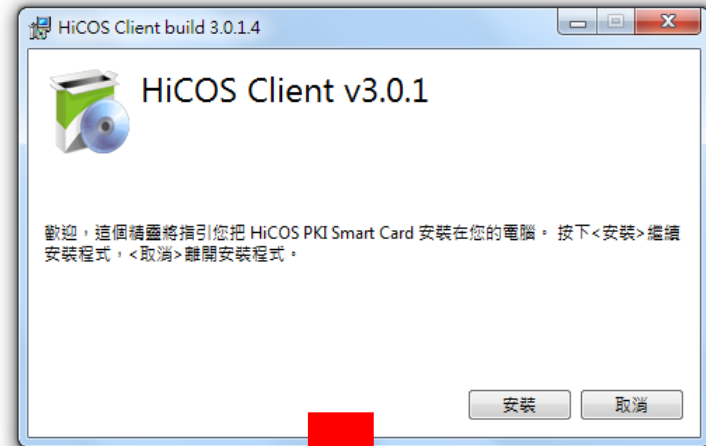 HiCOS Client build 3.0.1.4
HiCOS Client v3.0.1
歡迎，這個精靈將指引您把 HiCOS PKI Smart Card 安裝在您的電腦。 按下<安裝>繼續
安裝程式，<取消>離開安裝程式。
安裝 取消